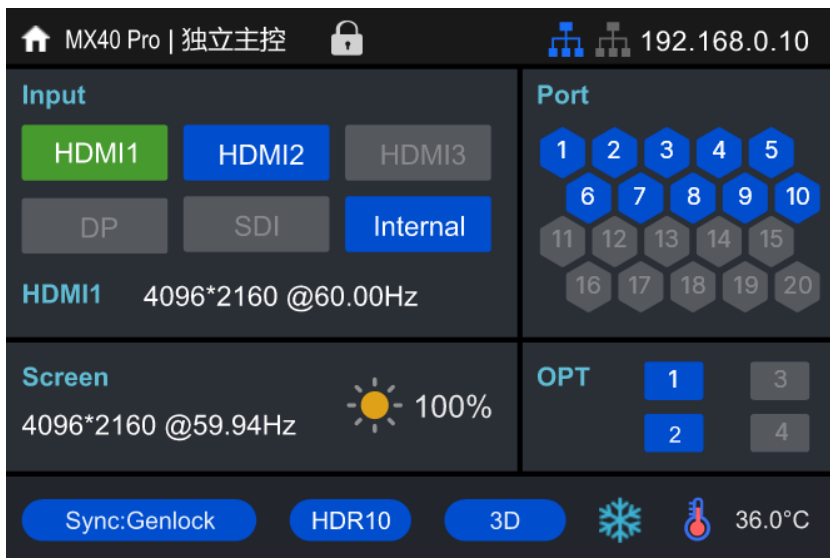 MX40 Pro | 独立主控
192.168.0.10
Input
HDMI1 HDMI2 HDMI3
DP SDI Internal
HDMI1 4096*2160 @60.00Hz
Port
1 2 3 4 5
6 7 8 9 10
11 12 13 14 15
16 17 18 19 20
Screen
4096*2160 @59.94Hz
100%
OPT
1 3
2 4
Sync:Genlock HDR10 3D 36.0°C